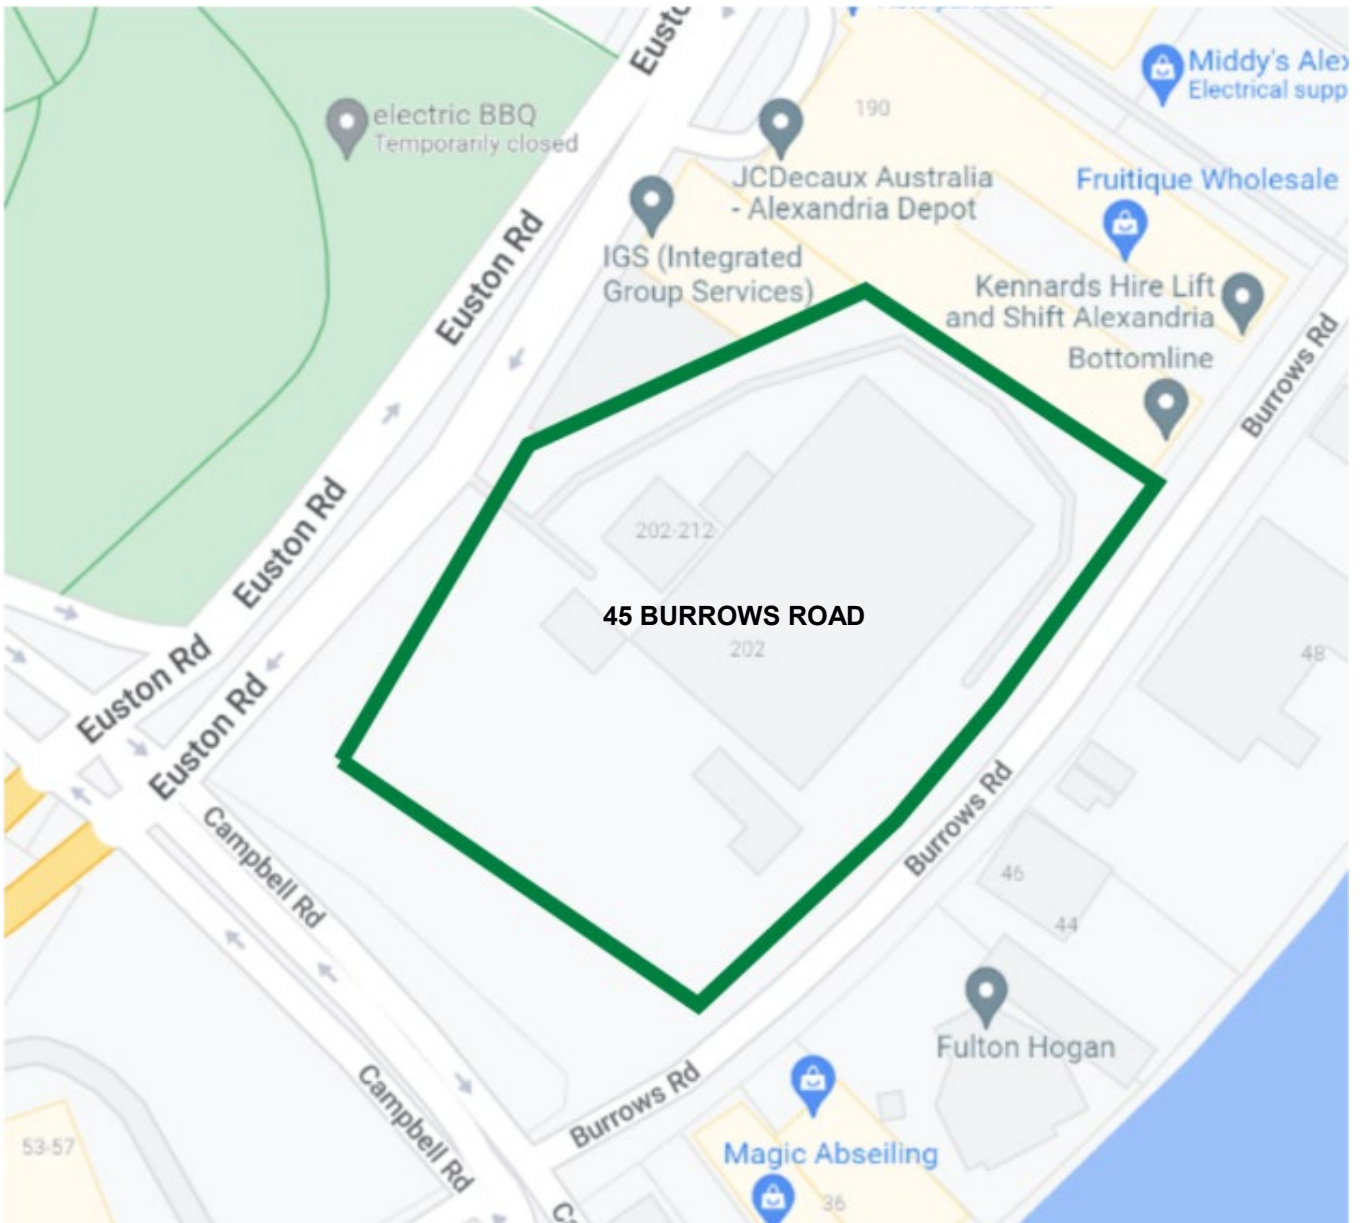 Eusto
Middy's Alex
Electrical supp
electric BBQ
Temporarily closed
190
JCDecaux Australia
- Alexandria Depot
Fruitique Wholesale
IGS (Integrated
Group Services)
Euston Rd
Kennards Hire Lift
and Shift Alexandria
Bottomline
Burrows Rd
Euston Rd
202-212
45 BURROWS ROAD
202
48
Euston Rd
Euston Rd
Campbell Rd
Burrows Rd
46
44
Fulton Hogan
Campbell Rd
Burrows Rd
53-57
Magic Abseiling
36
Ca